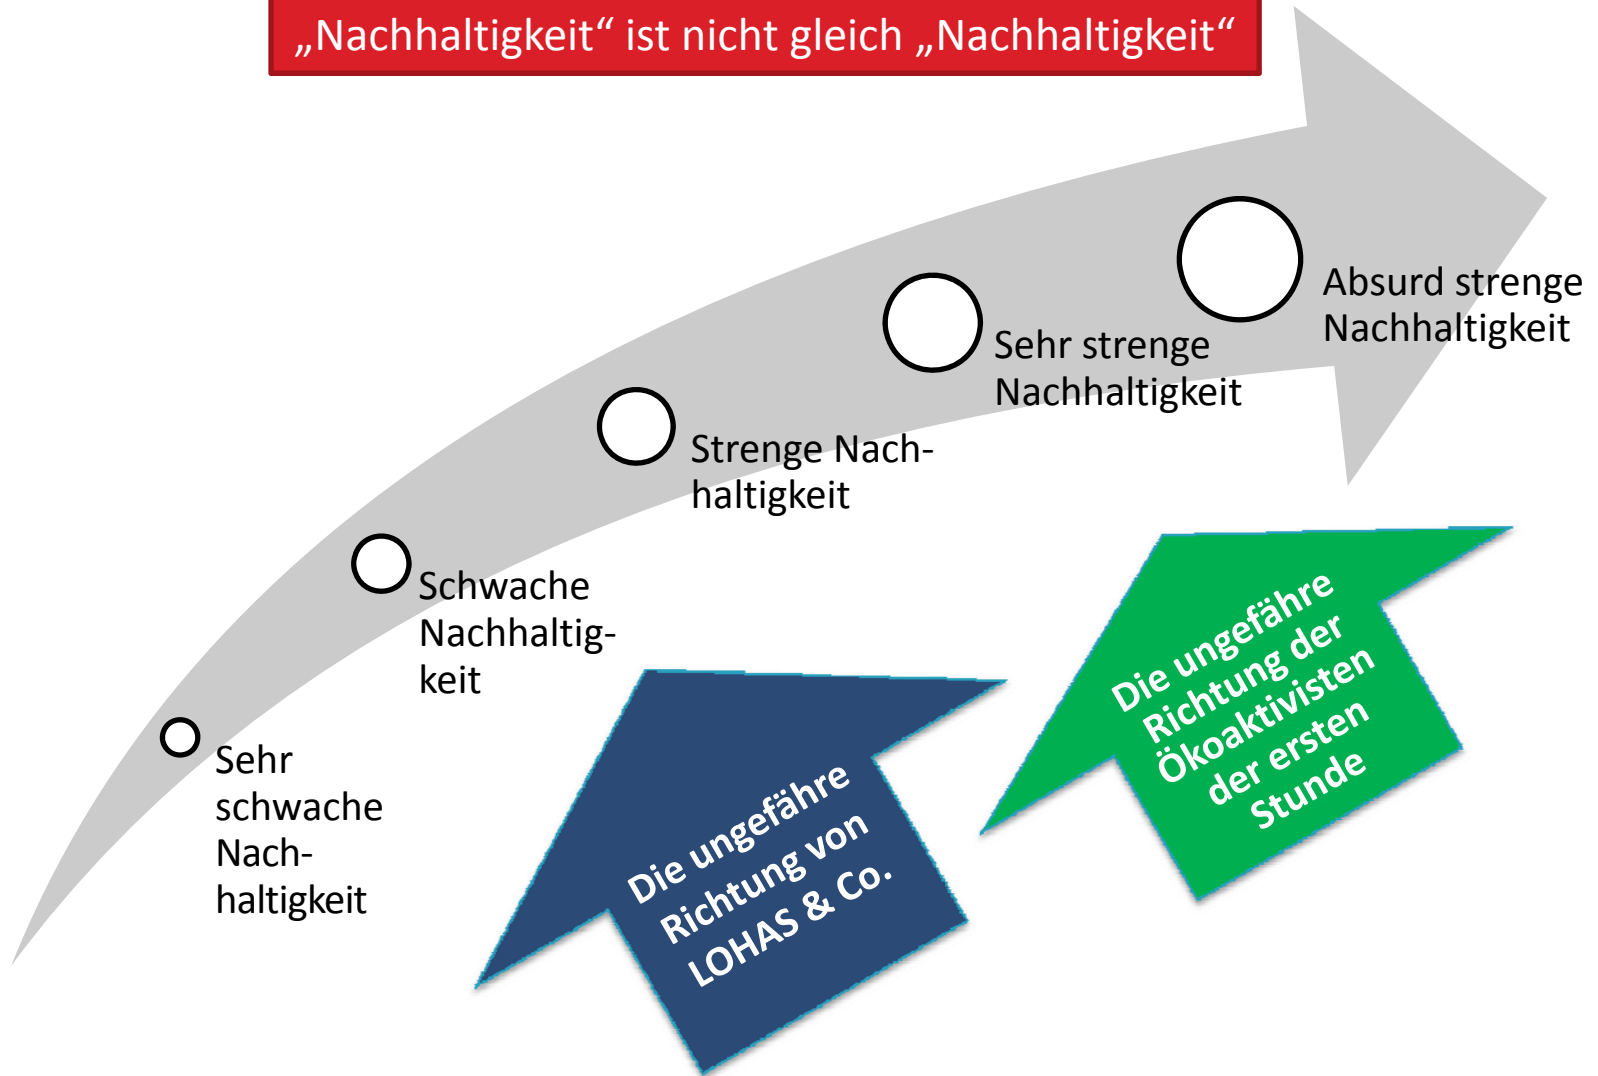 „Nachhaltigkeit“ ist nicht gleich „Nachhaltigkeit“
Absurd strenge
Nachhaltigkeit
Sehr strenge
Nachhaltigkeit
Strenge Nach-
haltigkeit
Schwache
Nachhaltig-
keit
Sehr
schwache
Nach-
haltigkeit
Die ungefähre
Richtung von
LOHAS & Co.
Die ungefähre
Richtung der
Ökoaktivisten
der ersten
Stunde